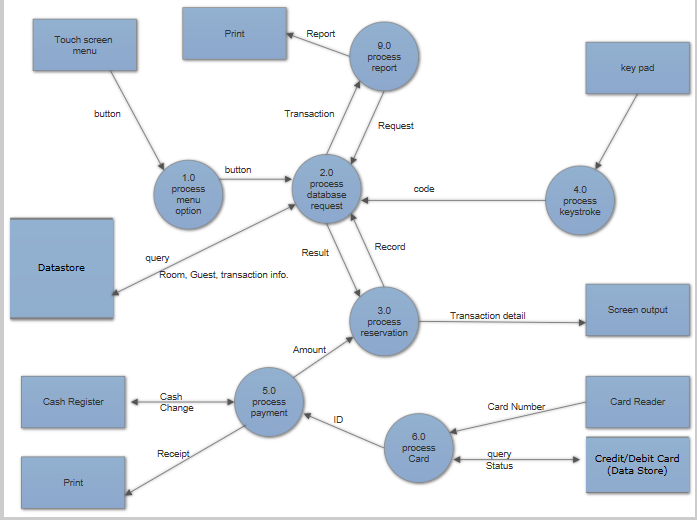 Touch screen
menu
Print
Report
9.0
process
report
key pad
button
Transaction
Request
1.0
process
menu
option
button
2.0
process
database
request
code
4.0
process
keystroke
Datastore
query
Room, Guest, transaction info.
Result
Record
3.0
process
reservation
Transaction detail
Screen output
Amount
Cash Register
Cash
Change
5.0
process
payment
ID
Card Number
Card Reader
6.0
process
Card
query
Status
Credit/Debit Card
(Data Store)
Receipt
Print